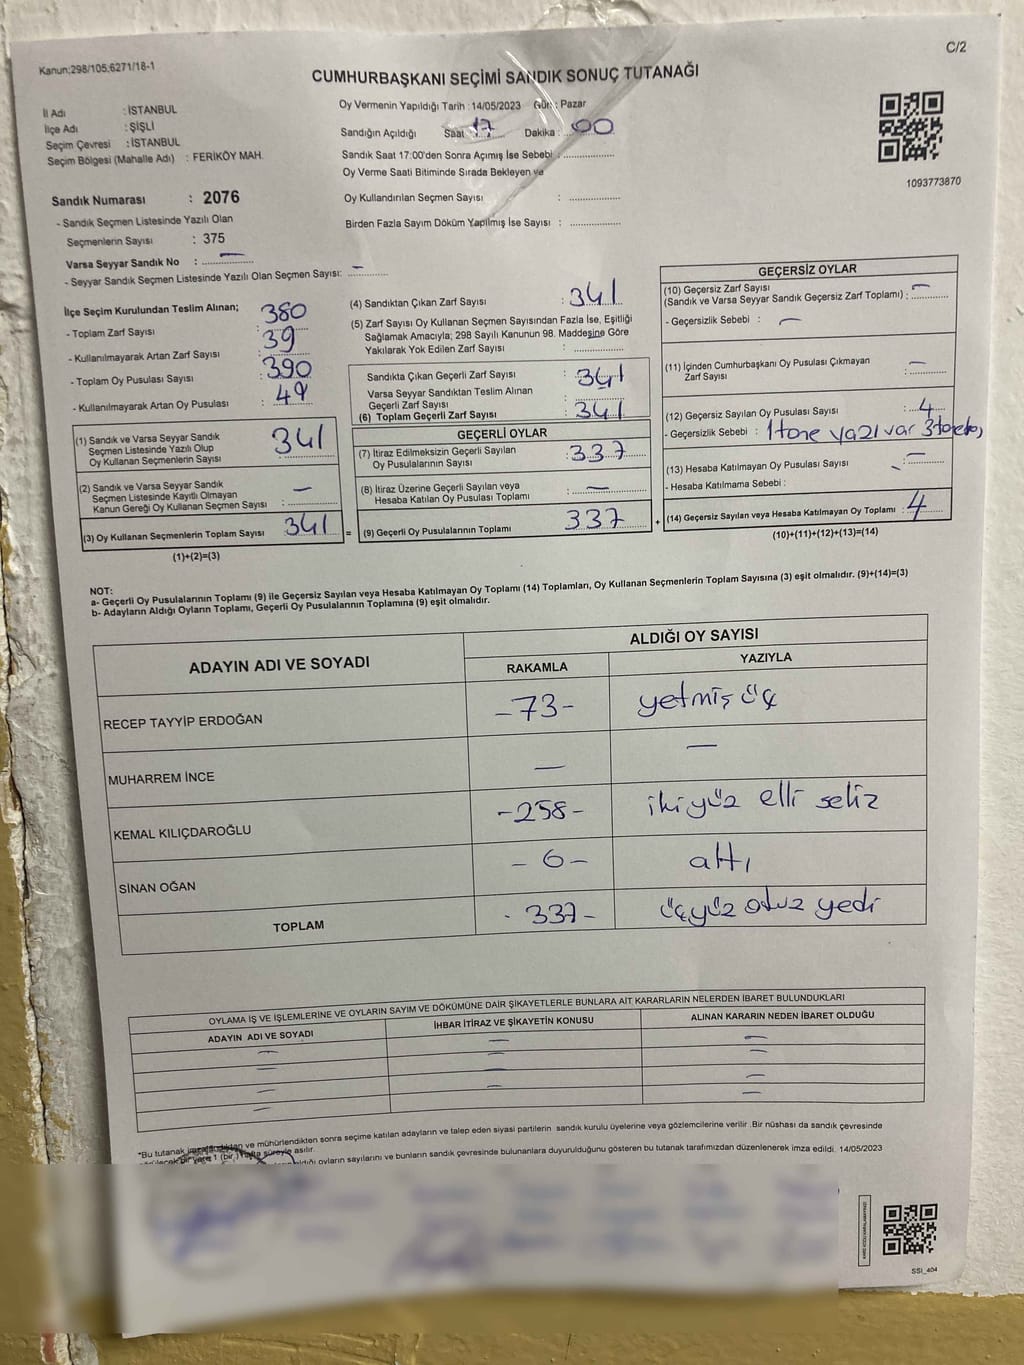 C/2
Kanun:298/105;6271/18-1
CUMHURBAŞKANI SEÇİMİ SANDIK SONUÇ TUTANAĞI
İl Adı : İSTANBUL
İlçe Adı : ŞİŞLİ
Seçim Çevresi : İSTANBUL
Seçim Bölgesi (Mahalle Adı) : FERİKÖY MAH.
Oy Vermenin Yapıldığı Tarih : 14/05/2023 Gün : Pazar
Sandığın Açıldığı Saat 17 Dakika : 00
Sandık Saat 17:00'den Sonra Açımış İse Sebebi :
Oy Verme Saati Bitiminde Sırada Bekleyen ve
Oy Kullandırılan Seçmen Sayısı :
Birden Fazla Sayım Döküm Yapılmış İse Sayısı :
1093773870
Sandık Numarası : 2076
- Sandık Seçmen Listesinde Yazılı Olan
Seçmenlerin Sayısı : 375
Varsa Seyyar Sandık No : —
- Seyyar Sandık Seçmen Listesinde Yazılı Olan Seçmen Sayısı: —
İlçe Seçim Kurulundan Teslim Alınan;
- Toplam Zarf Sayısı : 380
- Kullanılmayarak Artan Zarf Sayısı : 39
- Toplam Oy Pusulası Sayısı : 390
- Kullanılmayarak Artan Oy Pusulası : 49
(1) Sandık ve Varsa Seyyar Sandık
Seçmen Listesinde Yazılı Olup
Oy Kullanan Seçmenlerin Sayısı : 341
(2) Sandık ve Varsa Seyyar Sandık
Seçmen Listesinde Kayıtlı Olmayan
Kanun Gereği Oy Kullanan Seçmen Sayısı : —
(3) Oy Kullanan Seçmenlerin Toplam Sayısı : 341
(1)+(2)=(3)
(4) Sandıktan Çıkan Zarf Sayısı : 341
(5) Zarf Sayısı Oy Kullanan Seçmen Sayısından Fazla İse, Eşitliği
Sağlamak Amacıyla; 298 Sayılı Kanunun 98. Maddesine Göre
Yakılarak Yok Edilen Zarf Sayısı :
Sandıkta Çıkan Geçerli Zarf Sayısı : 341
Varsa Seyyar Sandıktan Teslim Alınan
Geçerli Zarf Sayısı :
(6) Toplam Geçerli Zarf Sayısı : 341
GEÇERLİ OYLAR
(7) İtiraz Edilmeksizin Geçerli Sayılan
Oy Pusulalarının Sayısı : 337
(8) İtiraz Üzerine Geçerli Sayılan veya
Hesaba Katılan Oy Pusulası Toplamı : —
= (9) Geçerli Oy Pusulalarının Toplamı : 337 +
GEÇERSİZ OYLAR
(10) Geçersiz Zarf Sayısı
(Sandık ve Varsa Seyyar Sandık Geçersiz Zarf Toplamı) : —
- Geçersizlik Sebebi : —
(11) İçinden Cumhurbaşkanı Oy Pusulası Çıkmayan
Zarf Sayısı : —
(12) Geçersiz Sayılan Oy Pusulası Sayısı : 4
- Geçersizlik Sebebi : 1 tane yazı var 3 tane boş
(13) Hesaba Katılmayan Oy Pusulası Sayısı : —
- Hesaba Katılmama Sebebi :
(14) Geçersiz Sayılan veya Hesaba Katılmayan Oy Toplamı : 4
(10)+(11)+(12)+(13)=(14)
NOT:
a- Geçerli Oy Pusulalarının Toplamı (9) ile Geçersiz Sayılan veya Hesaba Katılmayan Oy Toplamı (14) Toplamları, Oy Kullanan Seçmenlerin Toplam Sayısına (3) eşit olmalıdır. (9)+(14)=(3)
b- Adayların Aldığı Oyların Toplamı, Geçerli Oy Pusulalarının Toplamına (9) eşit olmalıdır.
ADAYIN ADI VE SOYADI ALDIĞI OY SAYISI
RAKAMLA YAZIYLA
RECEP TAYYİP ERDOĞAN -73- yetmiş üç
MUHARREM İNCE — —
KEMAL KILIÇDAROĞLU -258- ikiyüz elli sekiz
SİNAN OĞAN -6- altı
TOPLAM -337- üçyüz otuz yedi
OYLAMA İŞ VE İŞLEMLERİNE VE OYLARIN SAYIM VE DÖKÜMÜNE DAİR ŞİKAYETLERLE BUNLARA AİT KARARLARIN NELERDEN İBARET BULUNDUKLARI
ADAYIN ADI VE SOYADI İHBAR İTİRAZ VE ŞİKAYETİN KONUSU ALINAN KARARIN NEDEN İBARET OLDUĞU
*Bu tutanak imzalandıktan ve mühürlendikten sonra seçime katılan adayların ve talep eden siyasi partilerin sandık kurulu üyelerine veya gözlemcilerine verilir. Bir nüshası da sandık çevresinde
görülecek bir yere 1 (bir) hafta süreyle asılır.
aldığı oyların sayılarını ve bunların sandık çevresinde bulunanlara duyurulduğunu gösteren bu tutanak tarafımızdan düzenlenerek imza edildi. 14/05/2023
SSI_404